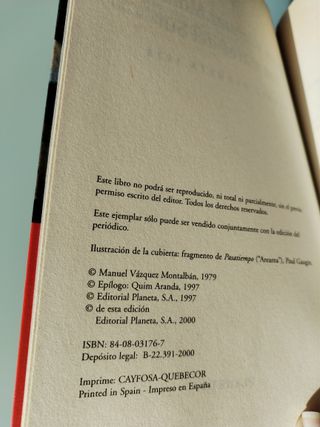 Este libro no podrá ser reproducido, ni total ni parcialmente, sin el previo
permiso escrito del editor. Todos los derechos reservados.
Este ejemplar sólo puede ser vendido conjuntamente con la edición del
periódico.
Ilustración de la cubierta: fragmento de Pasatiempo ("Arearea"), Paul Gauguin.
© Manuel Vázquez Montalbán, 1979
© Epílogo: Quim Aranda, 1997
© Editorial Planeta, S.A., 1997
© de esta edición
Editorial Planeta, S.A., 2000
ISBN: 84-08-03176-7
Depósito legal: B-22.391-2000
Imprime: CAYFOSA-QUEBECOR
Printed in Spain - Impreso en España